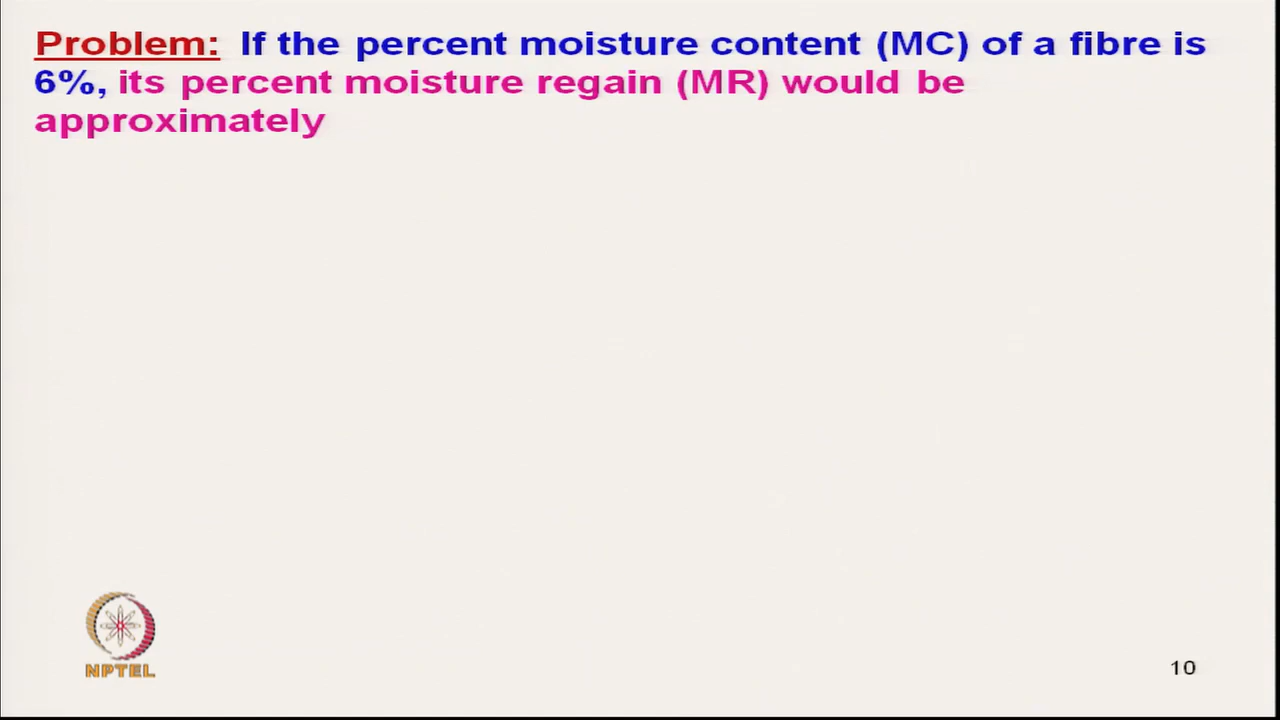 Problem: If the percent moisture content (MC) of a fibre is
6%, its percent moisture regain (MR) would be
approximately
NPTEL
10